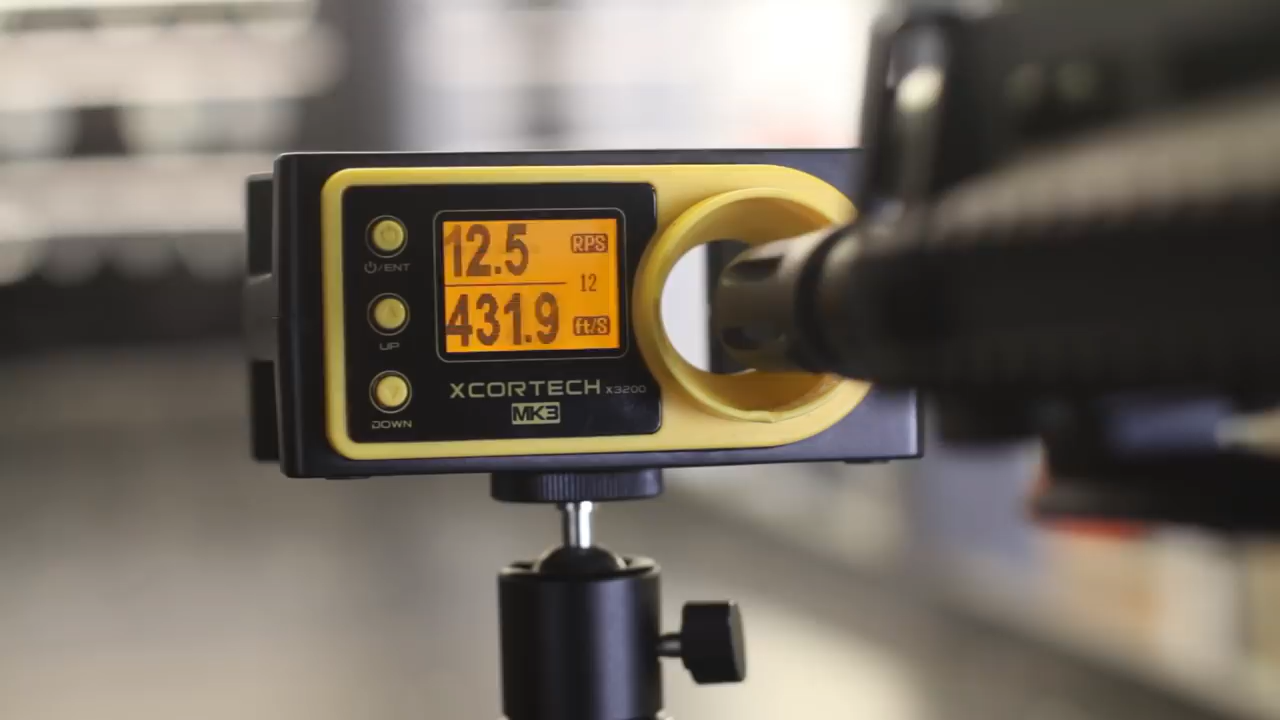 12.5 RPS
12
431.9 ft/S
⏻/ENT
UP
DOWN
XCORTECH X3200
MK3